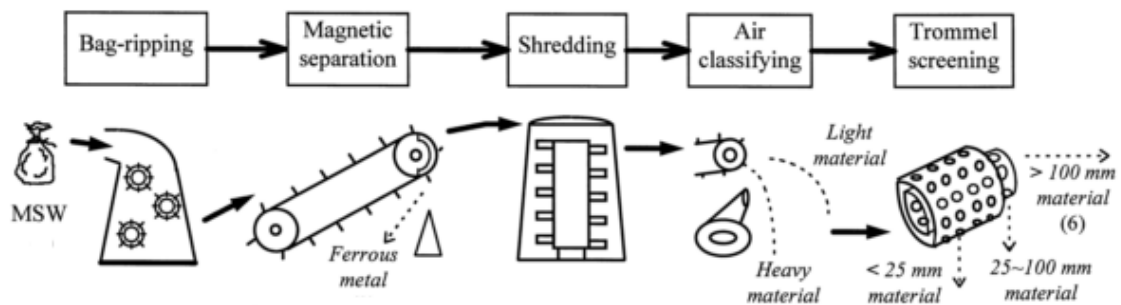 Bag-ripping
Magnetic
separation
Shredding
Air
classifying
Trommel
screening
MSW
Ferrous
metal
Light
material
Heavy
material
< 25 mm
material
25~100 mm
material
> 100 mm
material
(6)